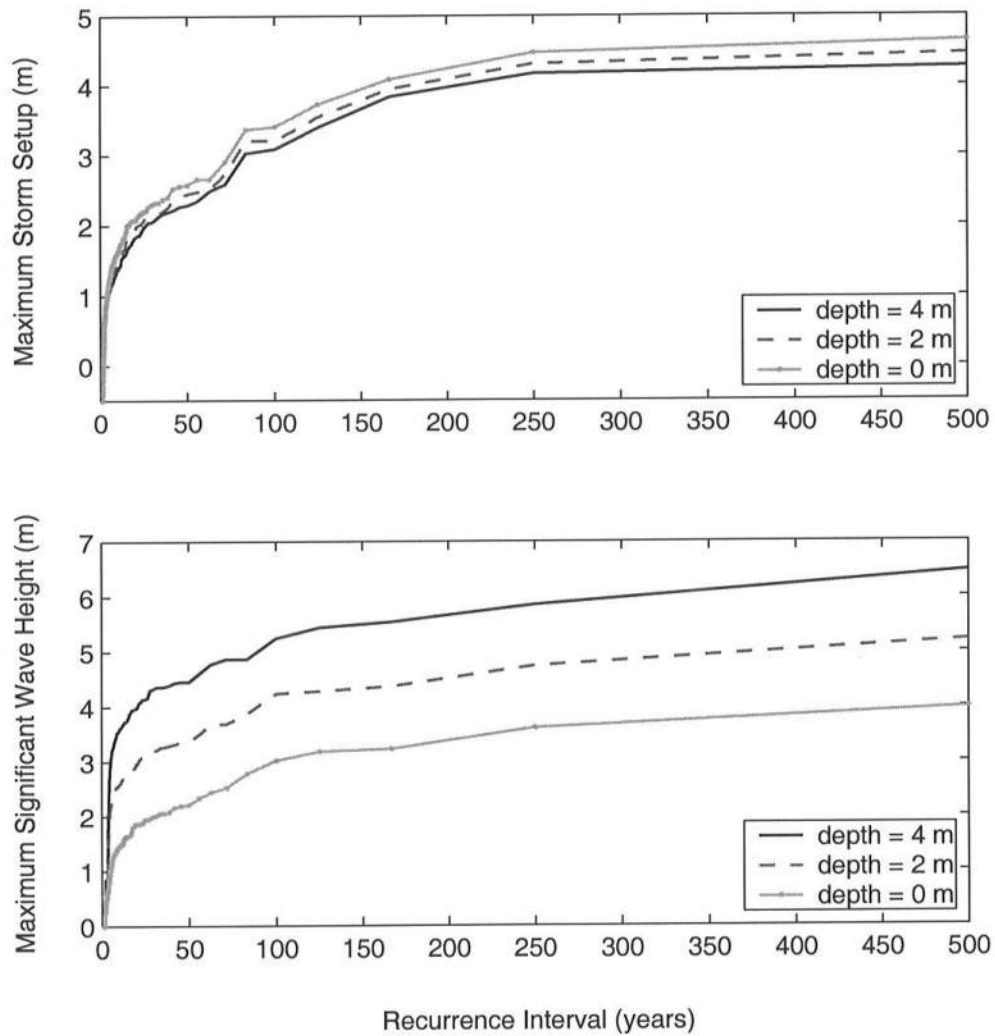 Maximum Storm Setup (m)
5
4
3
2
1
0
0 50 100 150 200 250 300 350 400 450 500
depth = 4 m
depth = 2 m
depth = 0 m
Maximum Significant Wave Height (m)
7
6
5
4
3
2
1
0
0 50 100 150 200 250 300 350 400 450 500
depth = 4 m
depth = 2 m
depth = 0 m
Recurrence Interval (years)